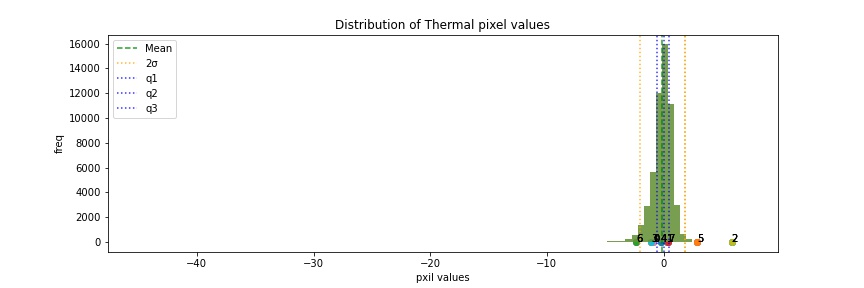 Distribution of Thermal pixel values
16000
14000
12000
10000
8000
6000
4000
2000
0
freq
Mean
2σ
q1
q2
q3
6
5
2
−40
−30
−20
−10
0
pxil values